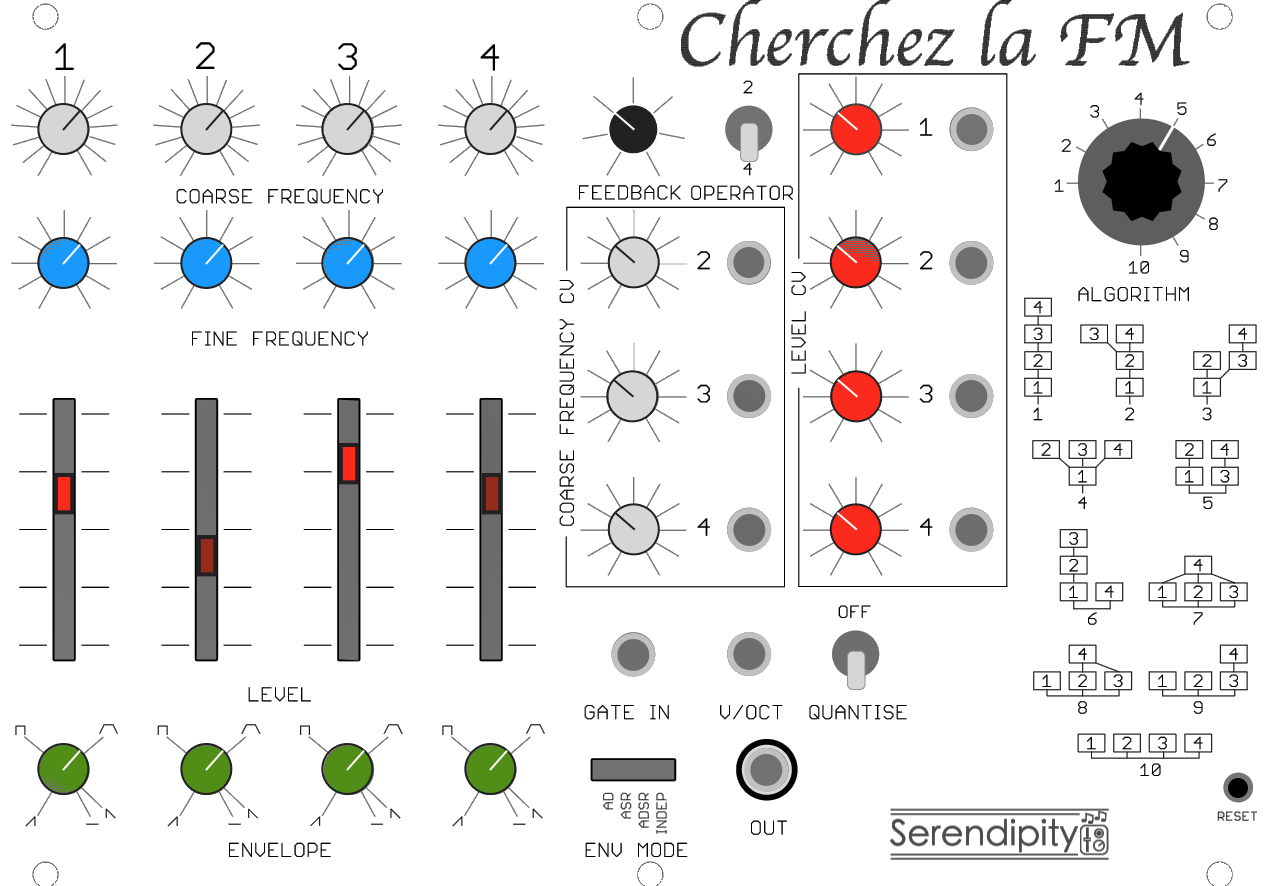 Cherchez la FM
1 2 3 4
COARSE FREQUENCY
FINE FREQUENCY
LEVEL
ENVELOPE
2
4
FEEDBACK OPERATOR
COARSE FREQUENCY CV
2
3
4
LEVEL CV
1
2
3
4
GATE IN
V/OCT
OFF
QUANTISE
AD
ASR
ADSR
INDEP
ENV MODE
OUT
1 2 3 4 5 6 7 8 9 10
ALGORITHM
4
3
2
1
1
3 4
2
1
2
4
2 3
1
3
2 3 4
1
4
2 4
1 3
5
3
2
1 4
6
4
1 2 3
7
4
1 2 3
8
4
1 2 3
9
1 2 3 4
10
RESET
Serendipity